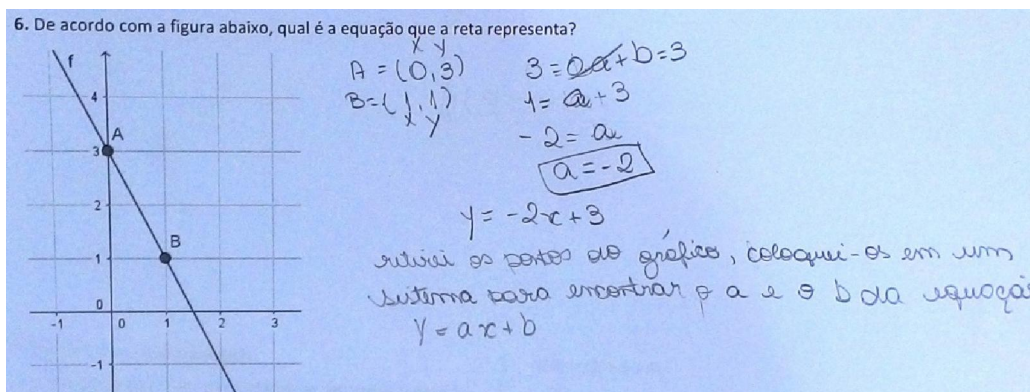 6. De acordo com a figura abaixo, qual é a equação que a reta representa?
f
4
A
3
2
B
1
0
-1 0 1 2 3
-1
x y
A = (0,3)
B = (1,1)
x y
3 = 0a + b = 3
1 = a + 3
- 2 = a
a = -2
y = -2x + 3
retirei os pontos do gráfico, coloquei-os em um
sistema para encontrar o a e o b da equaçã
y = ax + b